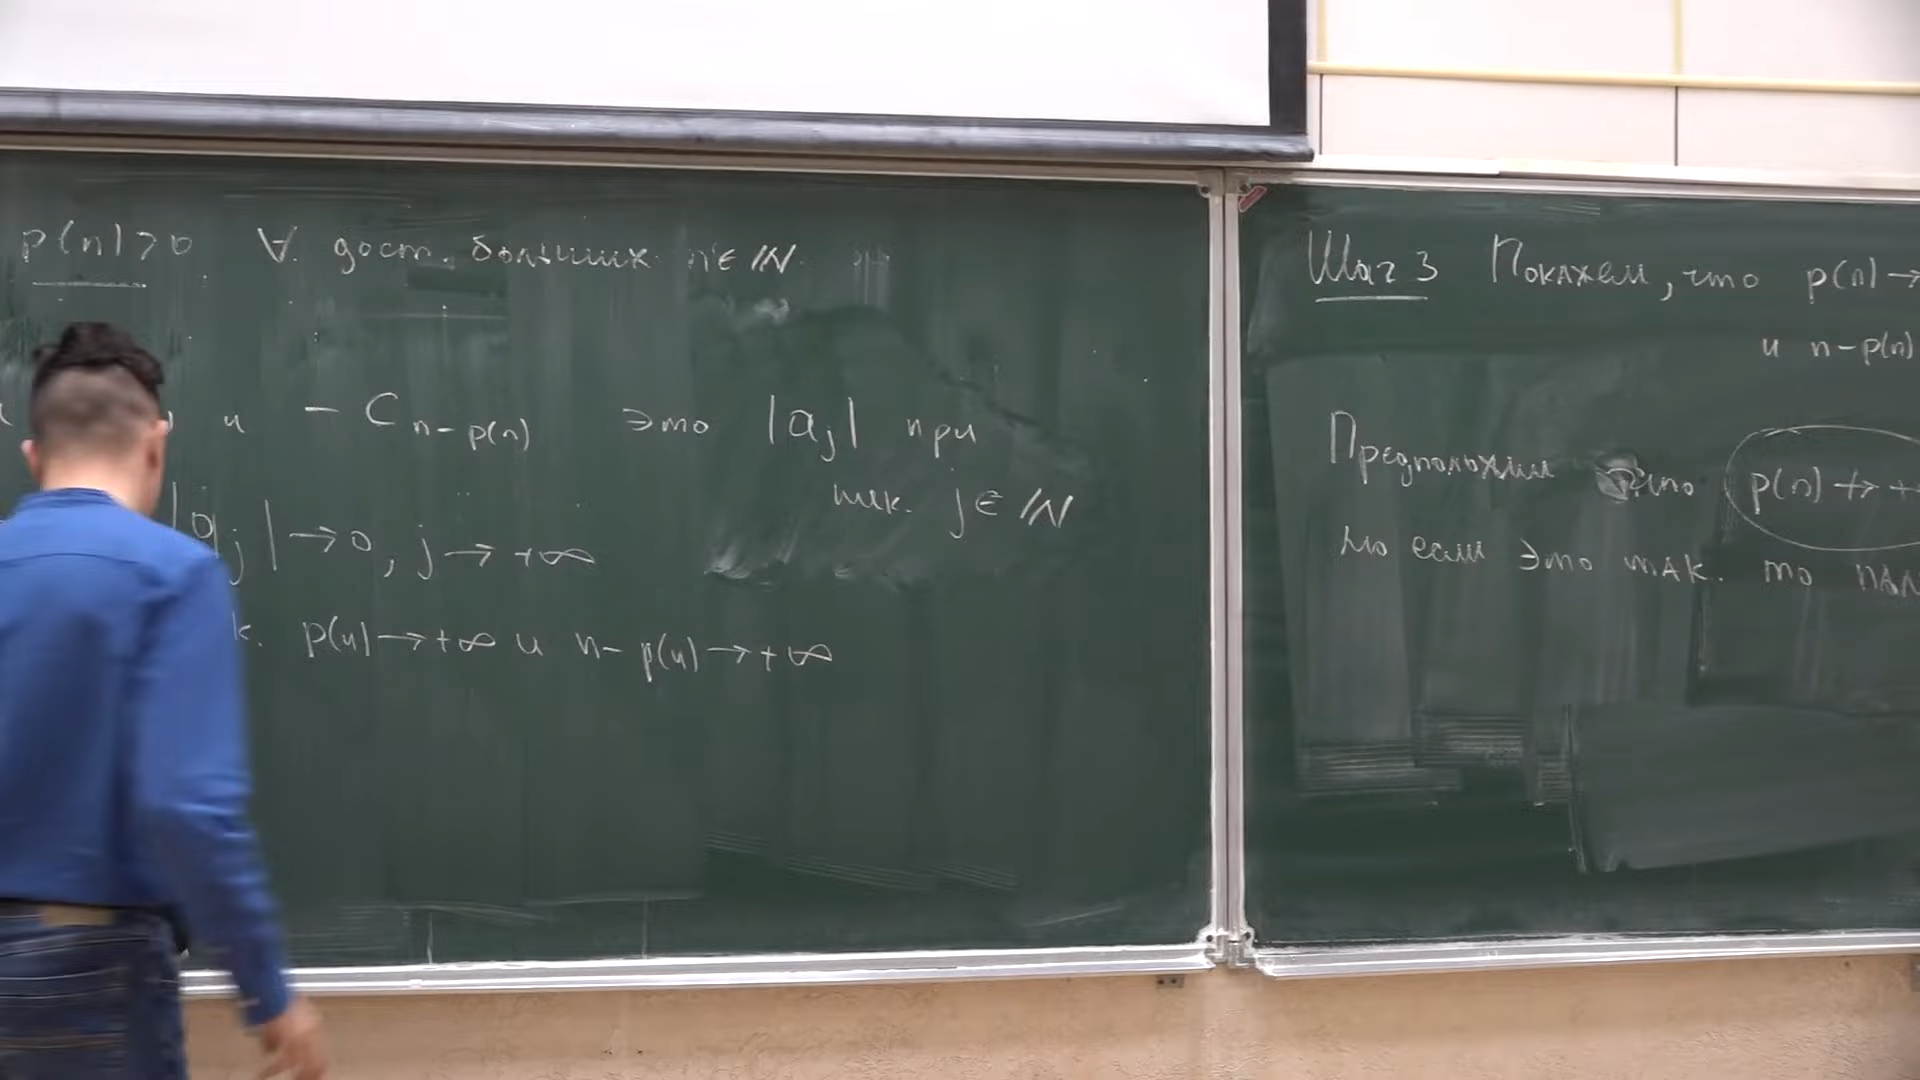 p(n)>0 ∀ дост. больших n∈ℕ
и - C_{n-p(n)} это |a_j| при
нек. j∈ℕ
|a_j|→0, j→+∞
к. p(n)→+∞ и n-p(n)→+∞
Шаг 3 Покажем, что p(n)→
и n-p(n)
Предположим что p(n)↛+
но если это так. то